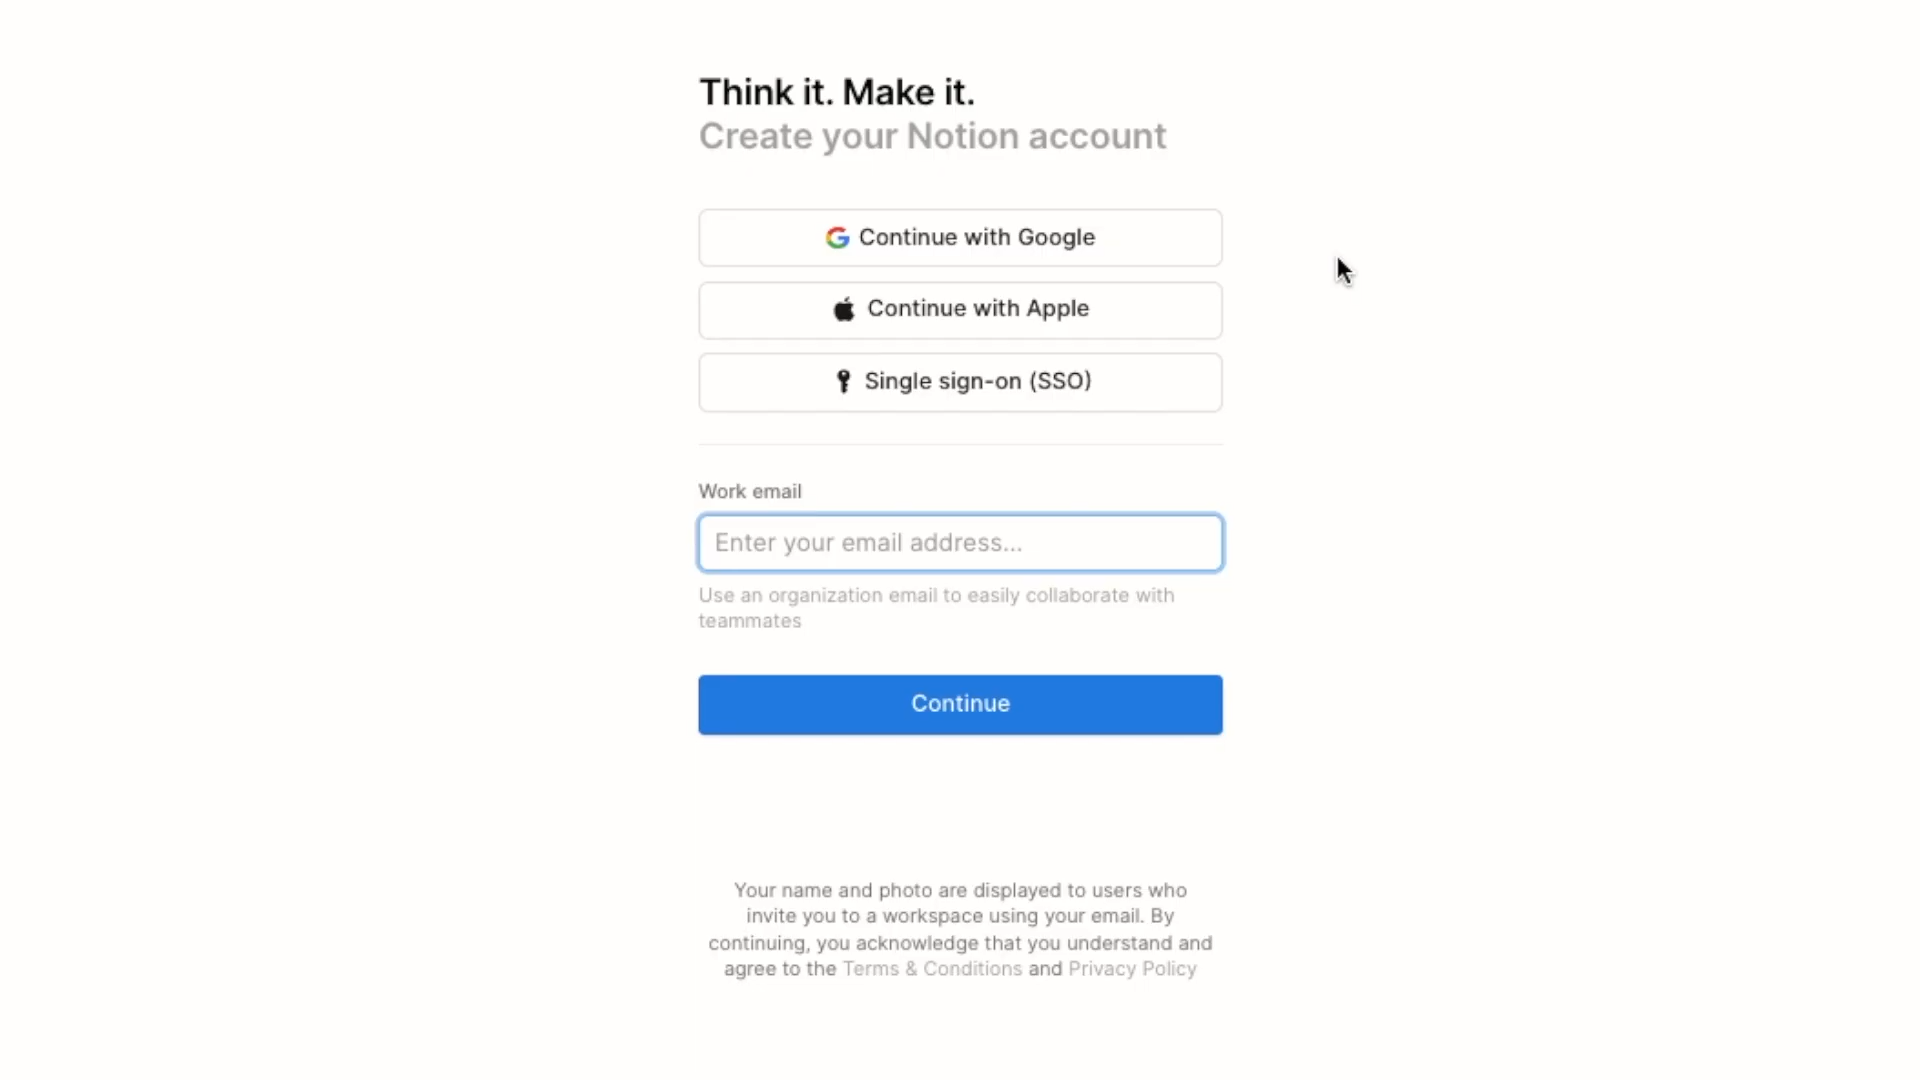 Think it. Make it.
Create your Notion account
Continue with Google
Continue with Apple
Single sign-on (SSO)
Work email
Enter your email address...
Use an organization email to easily collaborate with
teammates
Continue
Your name and photo are displayed to users who
invite you to a workspace using your email. By
continuing, you acknowledge that you understand and
agree to the Terms & Conditions and Privacy Policy